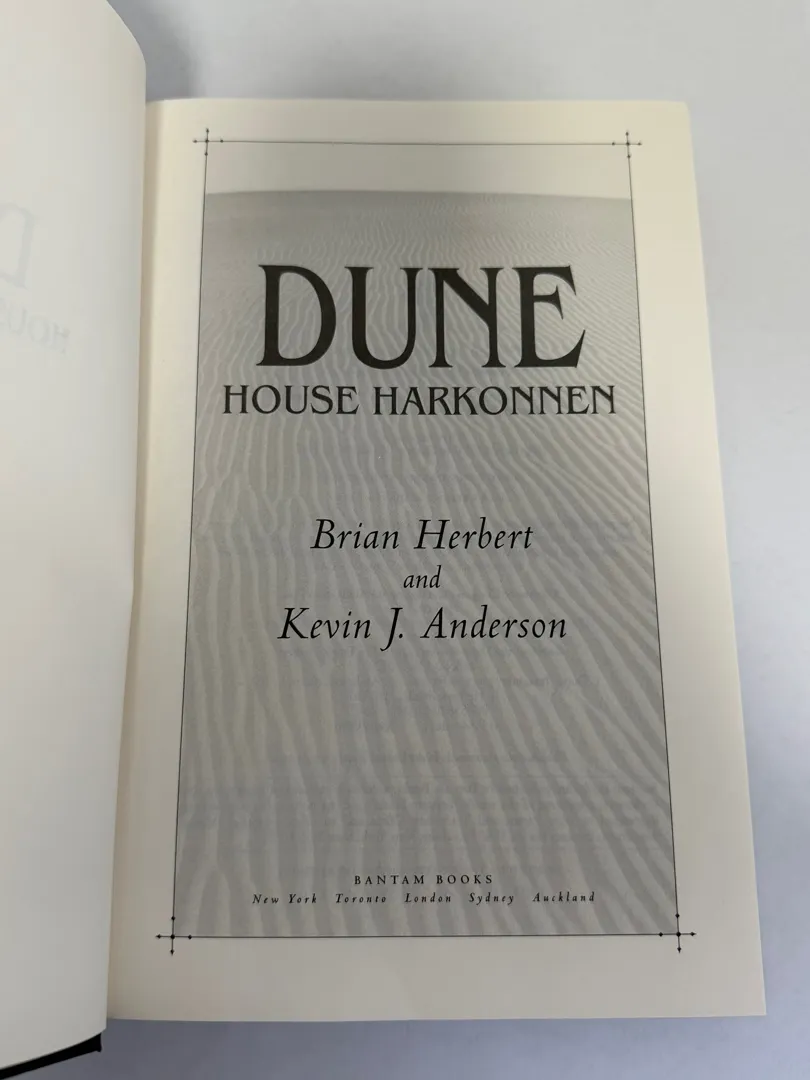 DUNE
HOUSE HARKONNEN
Brian Herbert
and
Kevin J. Anderson
BANTAM BOOKS
New York Toronto London Sydney Auckland